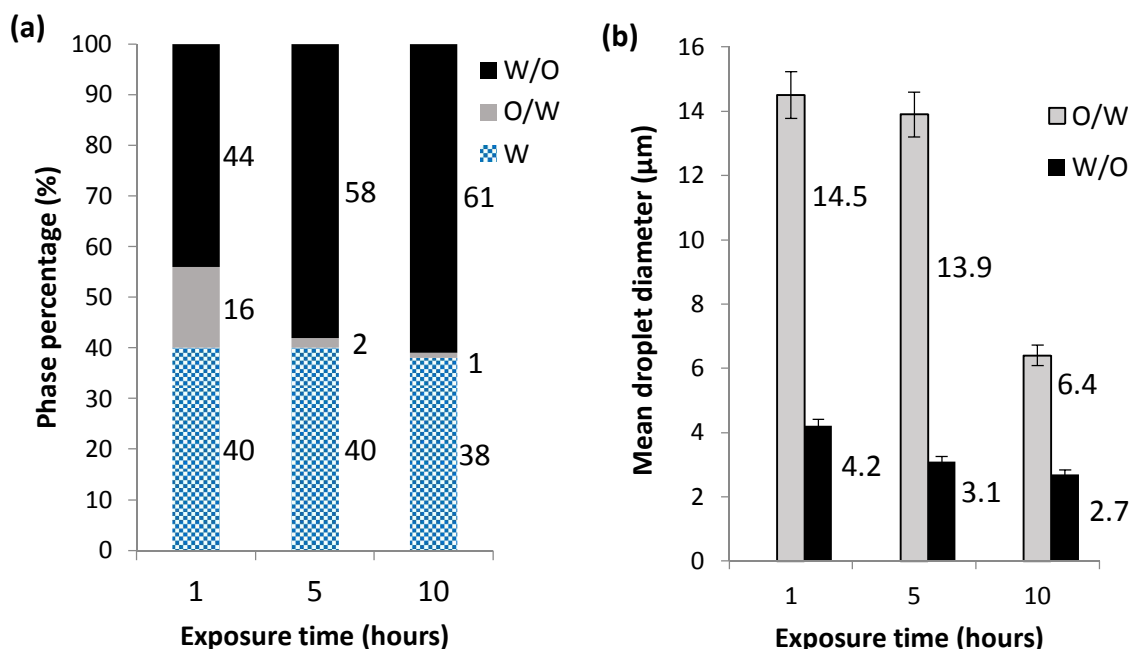 (a)
Phase percentage (%)
100
90
80
70
60
50
40
30
20
10
0
44
16
40
58
2
40
61
1
38
W/O
O/W
W
1 5 10
Exposure time (hours)
(b)
Mean droplet diameter (µm)
16
14
12
10
8
6
4
2
0
14.5
4.2
13.9
3.1
6.4
2.7
O/W
W/O
1 5 10
Exposure time (hours)